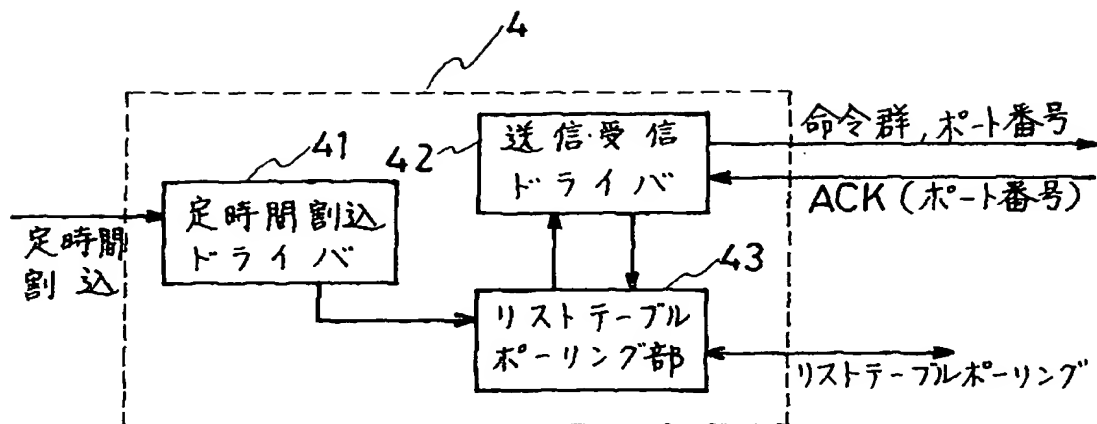 4
41
42
送信・受信
ドライバ
命令群,ポート番号
ACK(ポート番号)
定時間割込
ドライバ
定時間
割込
43
リストテーブル
ポーリング部
リストテーブルポーリング